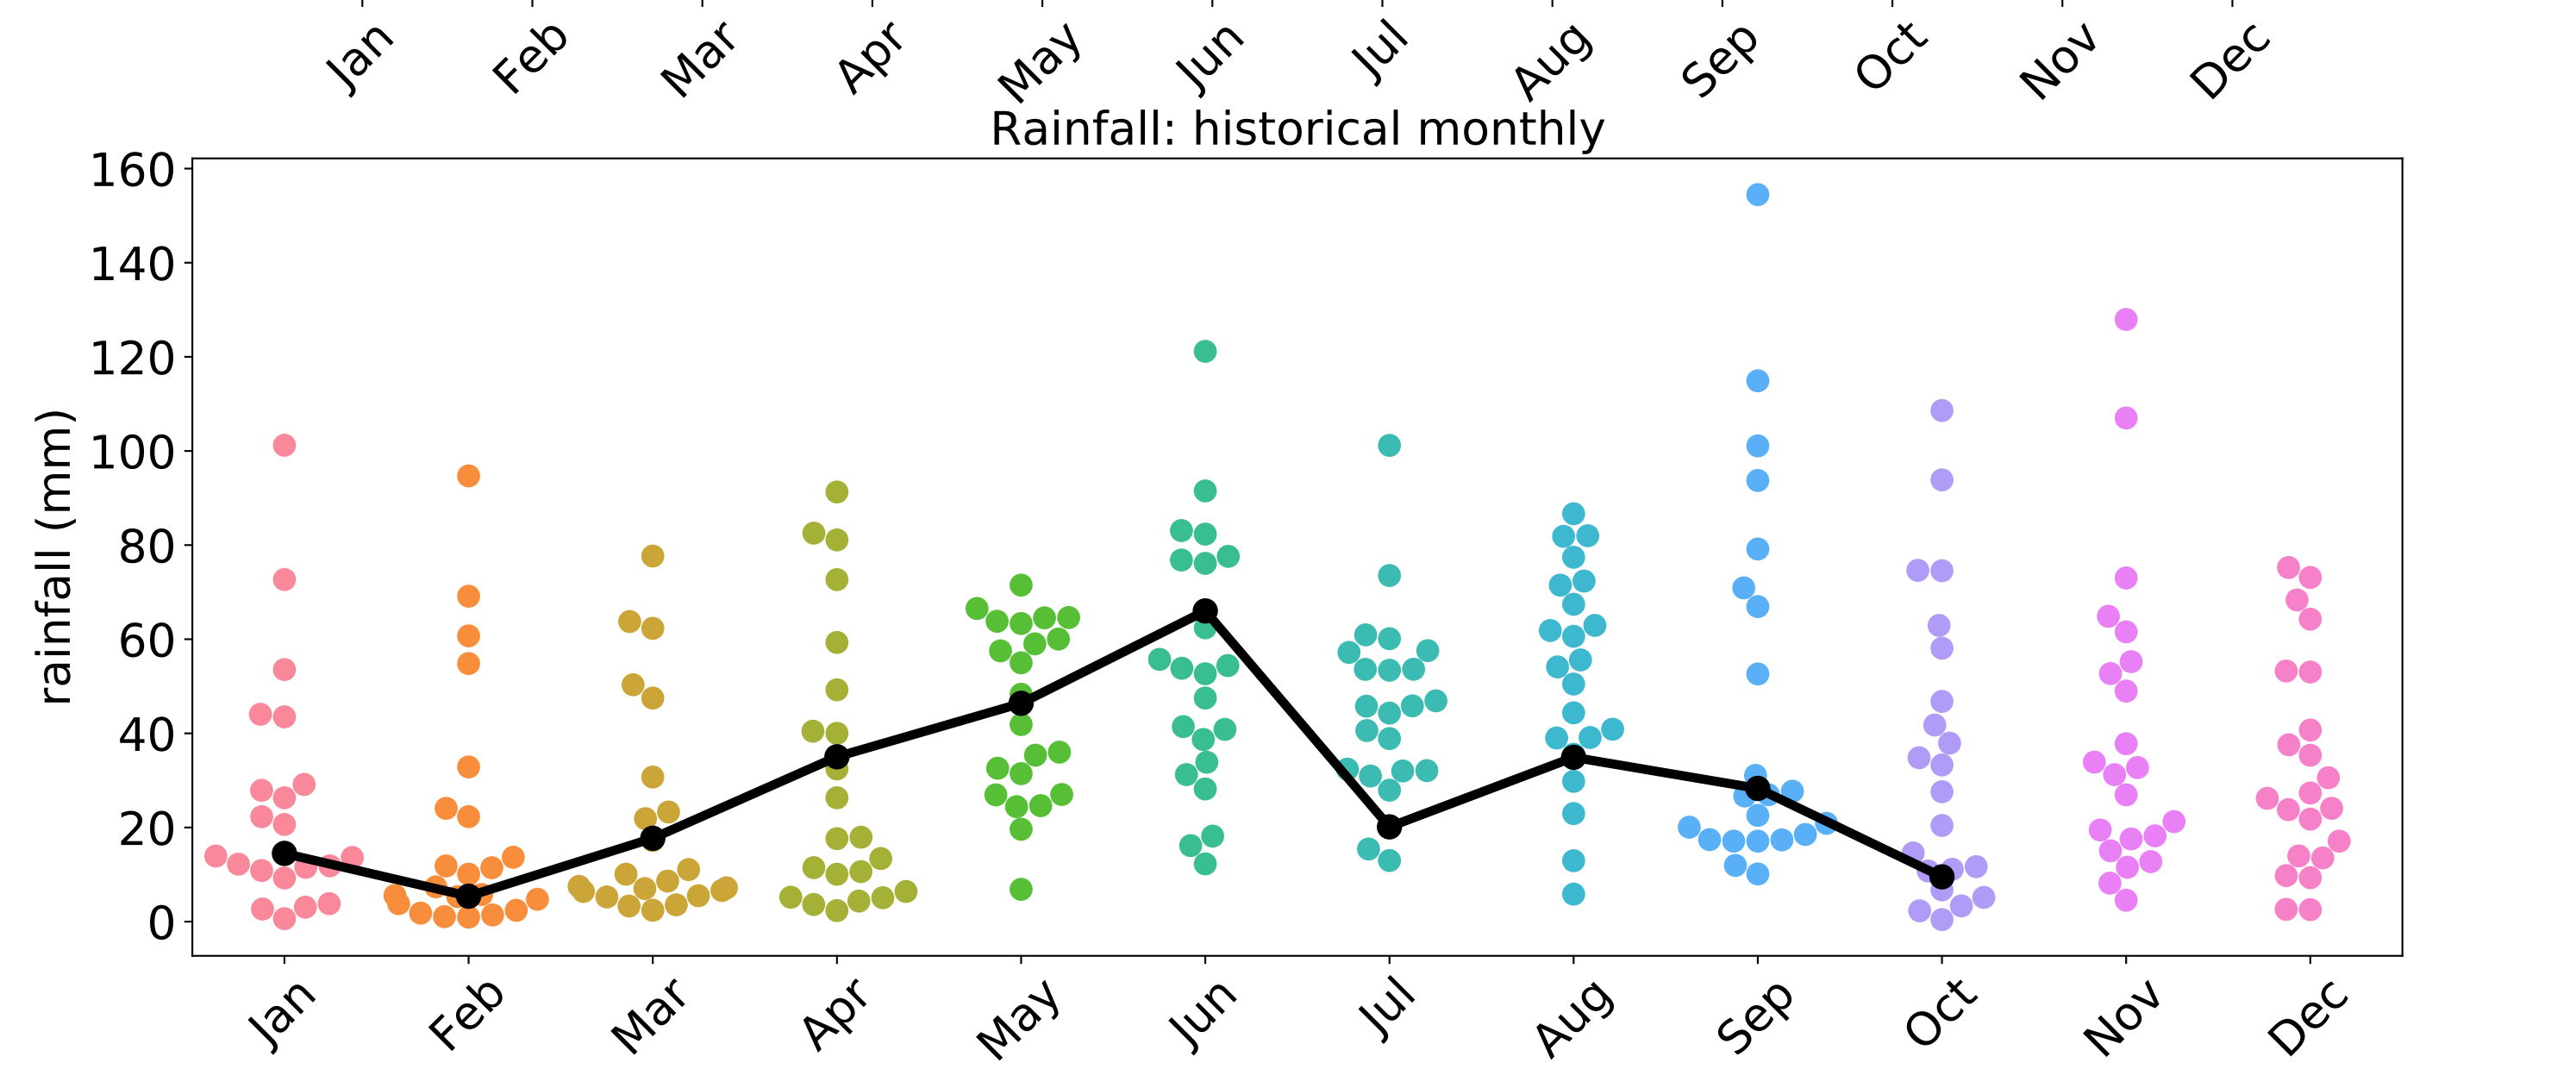 Jan Feb Mar Apr May Jun Jul Aug Sep Oct Nov Dec
Rainfall: historical monthly
160
140
120
100
80
60
40
20
0
rainfall (mm)
Jan Feb Mar Apr May Jun Jul Aug Sep Oct Nov Dec